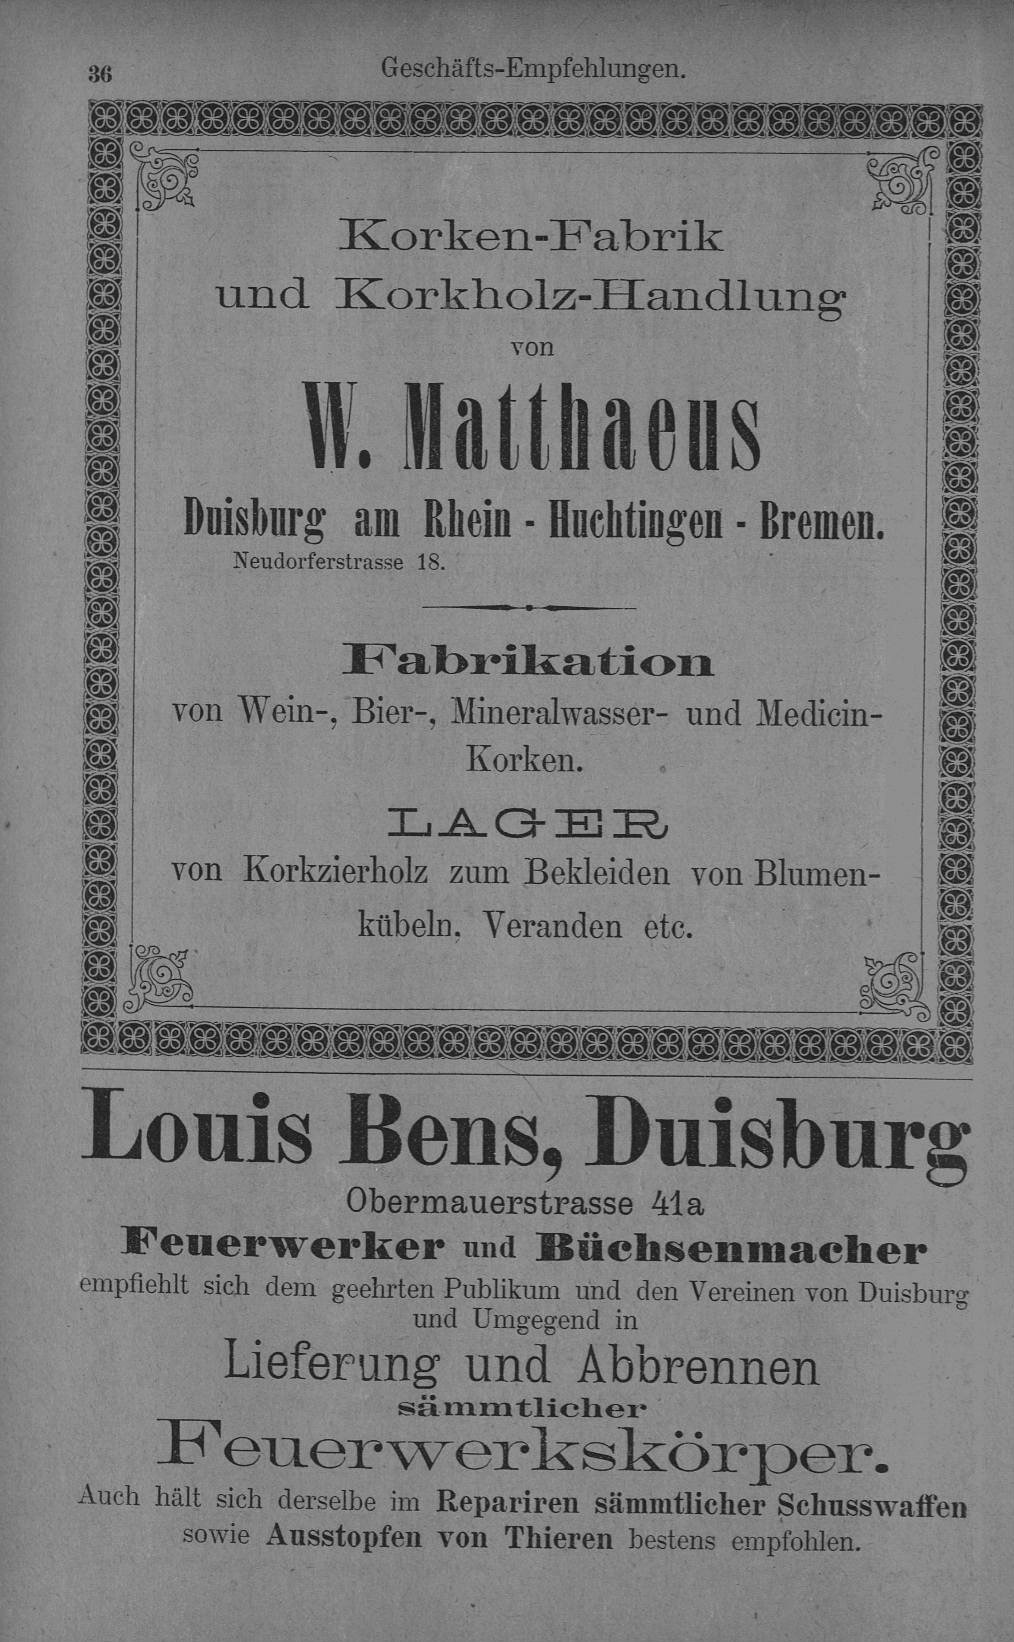 36
Geschäfts-Empfehlungen.
Korken-Fabrik
und Korkholz-Handlung
von
W. Matthaeus
Duisburg am Rhein - Huchtingen - Bremen.
Neudorferstrasse 18.
Fabrikation
von Wein-, Bier-, Mineralwasser- und Medicin-
Korken.
LAGER
von Korkzierholz zum Bekleiden von Blumen-
kübeln, Veranden etc.
Louis Bens, Duisburg
Obermauerstrasse 41a
Feuerwerker und Büchsenmacher
empfiehlt sich dem geehrten Publikum und den Vereinen von Duisburg
und Umgegend in
Lieferung und Abbrennen
sämmtlicher
Feuerwerkskörper.
Auch hält sich derselbe im Repariren sämmtlicher Schusswaffen
sowie Ausstopfen von Thieren bestens empfohlen.